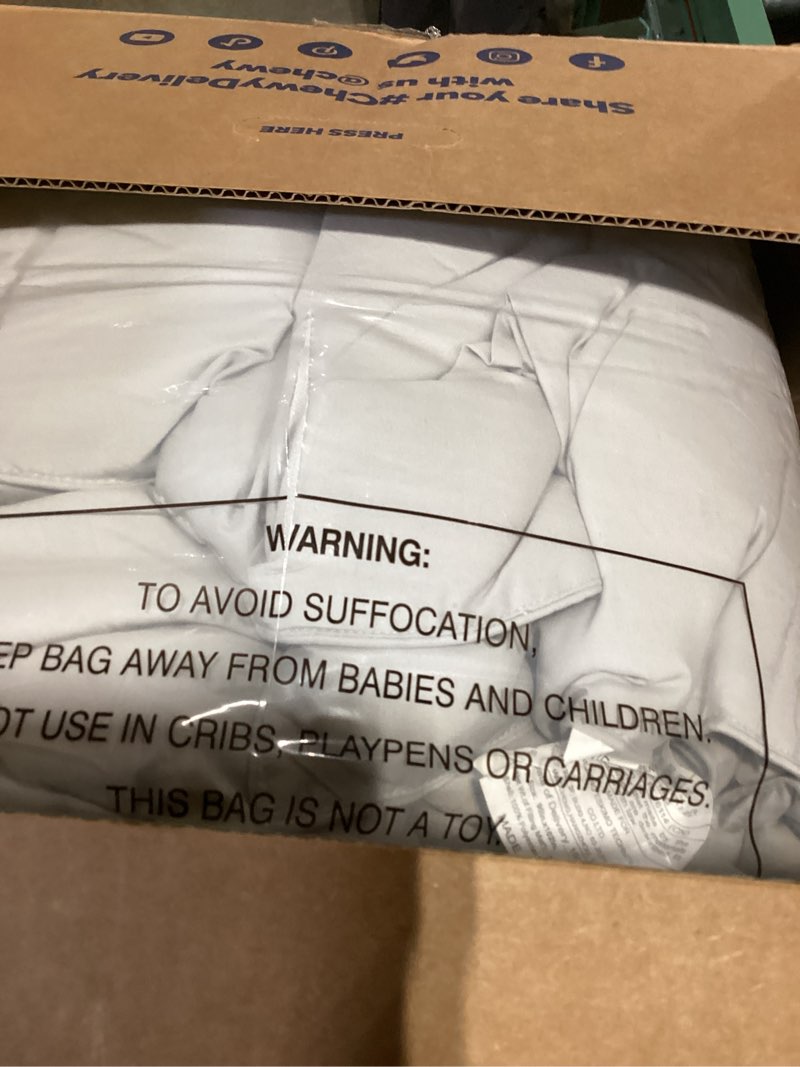 Share your #ChewyDelivery
with us @chewy
PRESS HERE
WARNING:
TO AVOID SUFFOCATION,
EP BAG AWAY FROM BABIES AND CHILDREN.
OT USE IN CRIBS, PLAYPENS OR CARRIAGES.
THIS BAG IS NOT A TOY.